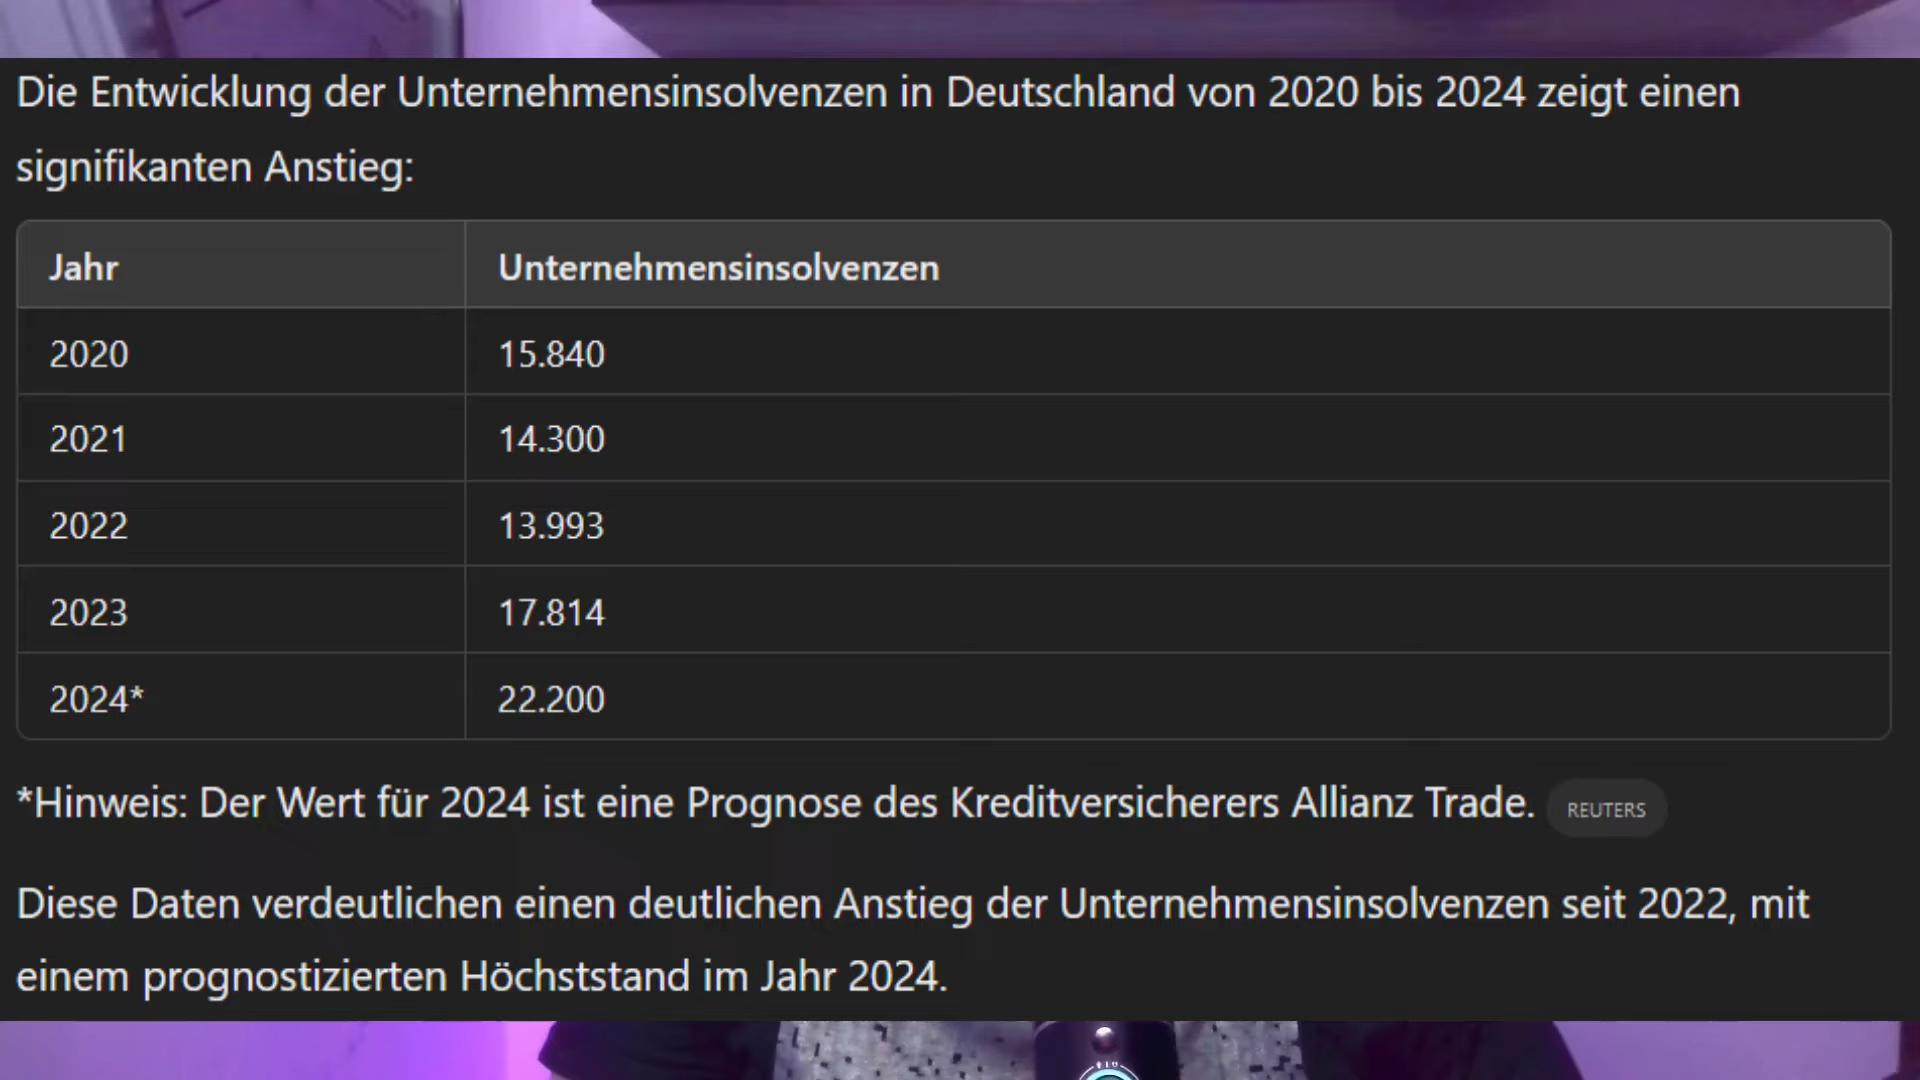 Die Entwicklung der Unternehmensinsolvenzen in Deutschland von 2020 bis 2024 zeigt einen
signifikanten Anstieg:
Jahr Unternehmensinsolvenzen
2020 15.840
2021 14.300
2022 13.993
2023 17.814
2024* 22.200
*Hinweis: Der Wert für 2024 ist eine Prognose des Kreditversicherers Allianz Trade. REUTERS
Diese Daten verdeutlichen einen deutlichen Anstieg der Unternehmensinsolvenzen seit 2022, mit
einem prognostizierten Höchststand im Jahr 2024.